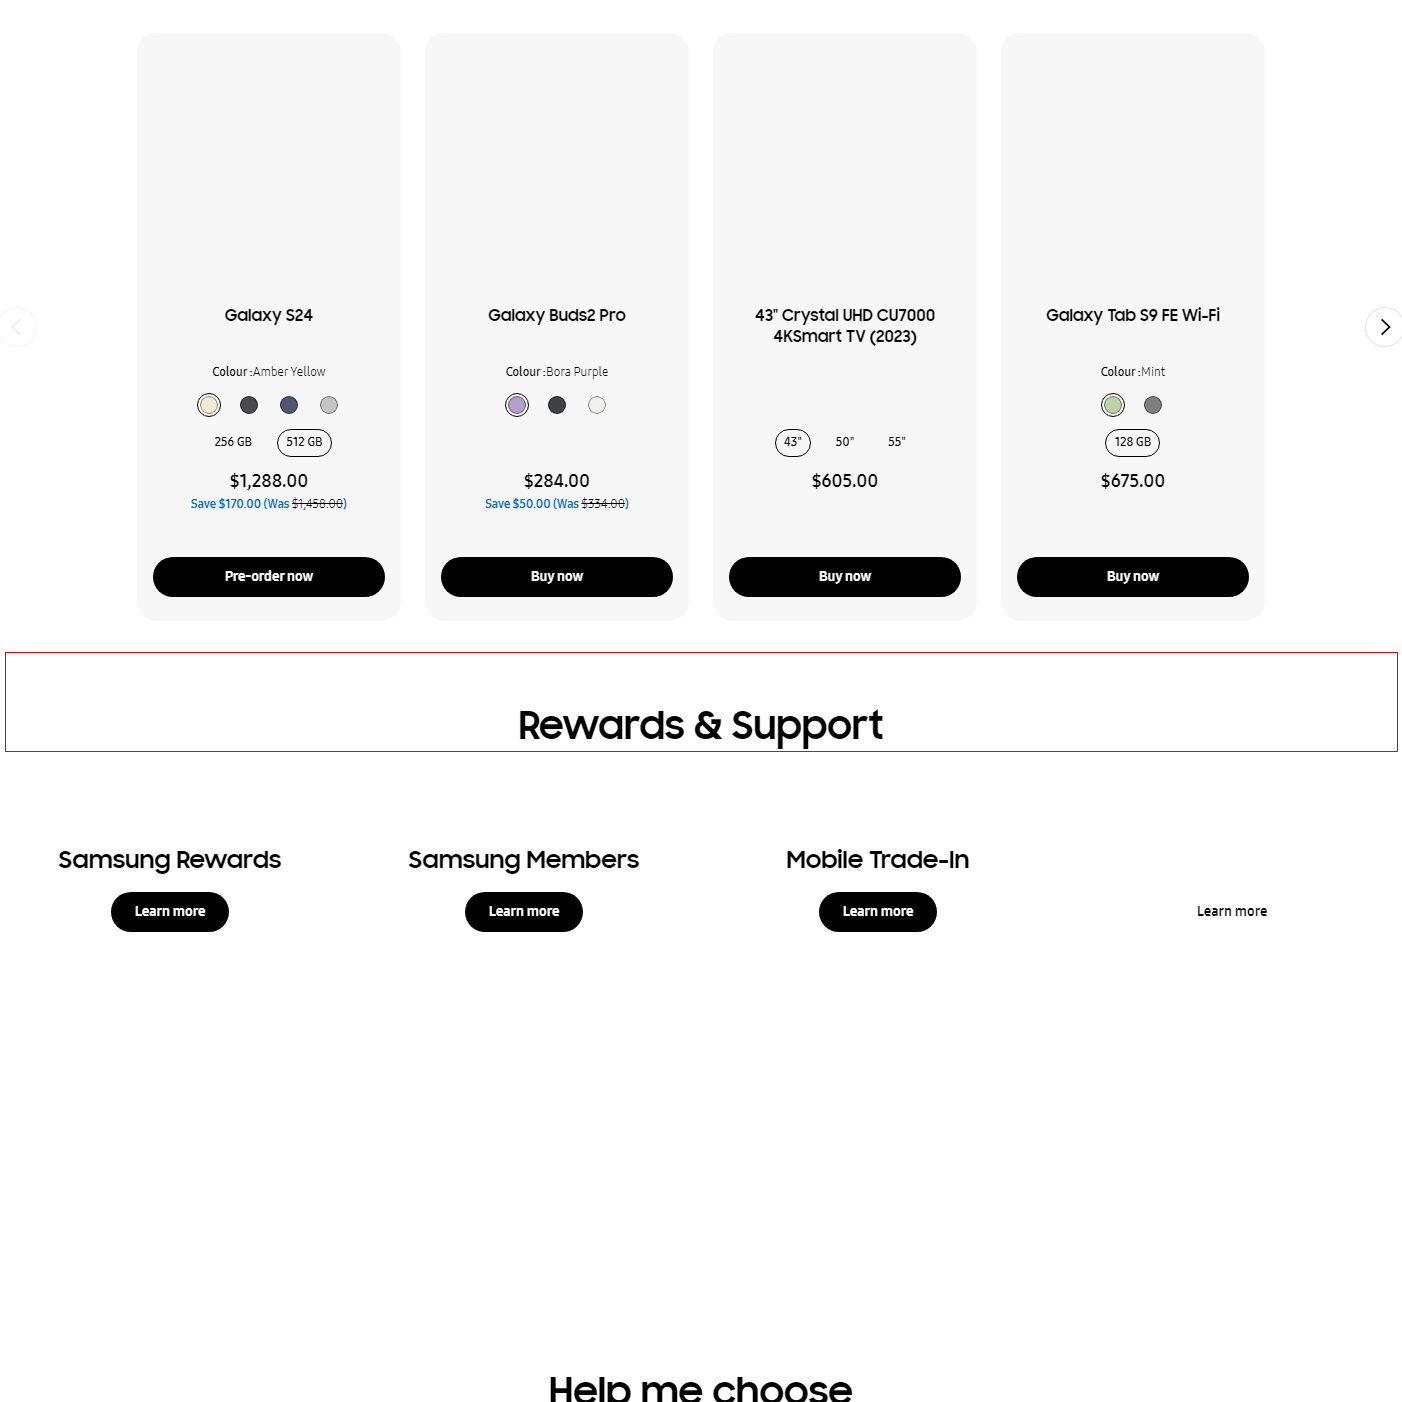 Galaxy S24
Colour :Amber Yellow
256 GB
512 GB
$1,288.00
Save $170.00 (Was $1,458.00)
Pre-order now
Galaxy Buds2 Pro
Colour :Bora Purple
$284.00
Save $50.00 (Was $334.00)
Buy now
43" Crystal UHD CU7000
4KSmart TV (2023)
43"
50"
55"
$605.00
Buy now
Galaxy Tab S9 FE Wi-Fi
Colour :Mint
128 GB
$675.00
Buy now
Rewards & Support
Samsung Rewards
Learn more
Samsung Members
Learn more
Mobile Trade-In
Learn more
Learn more
Help me choose